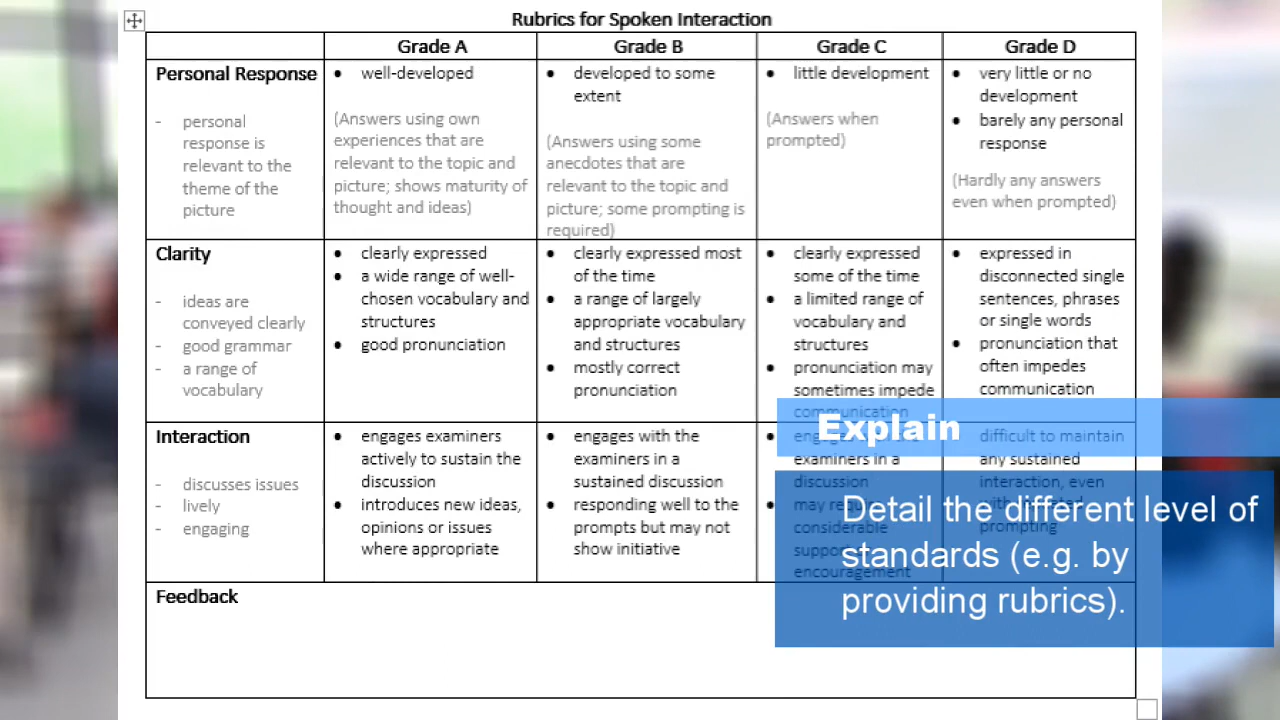 Rubrics for Spoken Interaction
Grade A
Grade B
Grade C
Grade D
Personal Response
- personal
response is
relevant to the
theme of the
picture
• well-developed
(Answers using own
experiences that are
relevant to the topic and
picture; shows maturity of
thought and ideas)
• developed to some
extent
(Answers using some
anecdotes that are
relevant to the topic and
picture; some prompting is
required)
• little development
(Answers when
prompted)
• very little or no
development
• barely any personal
response
(Hardly any answers
even when prompted)
Clarity
- ideas are
conveyed clearly
- good grammar
- a range of
vocabulary
• clearly expressed
• a wide range of well-
chosen vocabulary and
structures
• good pronunciation
• clearly expressed most
of the time
• a range of largely
appropriate vocabulary
and structures
• mostly correct
pronunciation
• clearly expressed
some of the time
• a limited range of
vocabulary and
structures
• pronunciation may
sometimes impede
communication
• expressed in
disconnected single
sentences, phrases
or single words
• pronunciation that
often impedes
communication
Interaction
- discusses issues
- lively
- engaging
• engages examiners
actively to sustain the
discussion
• introduces new ideas,
opinions or issues
where appropriate
• engages with the
examiners in a
sustained discussion
• responding well to the
prompts but may not
show initiative
examiners in a
discussion
may
considerable
encouragement
difficult to maintain
any sustained
interaction, even
prompting
Feedback
Explain
Detail the different level of
standards (e.g. by
providing rubrics).